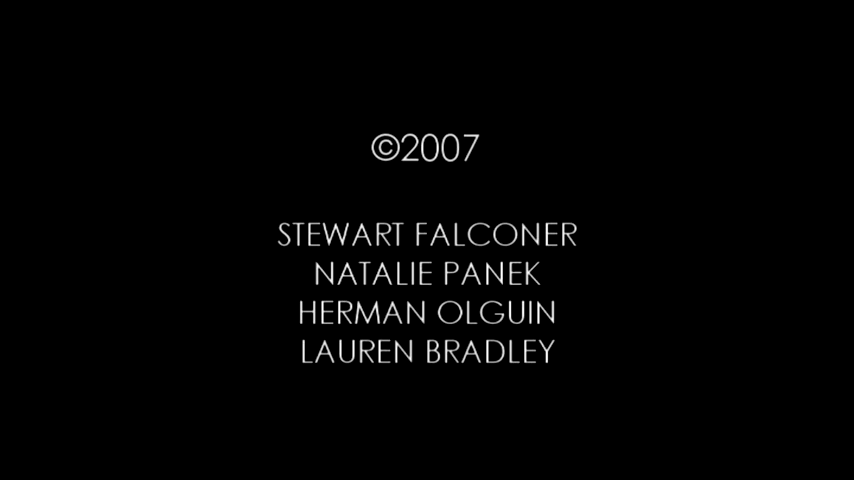 ©2007
STEWART FALCONER
NATALIE PANEK
HERMAN OLGUIN
LAUREN BRADLEY